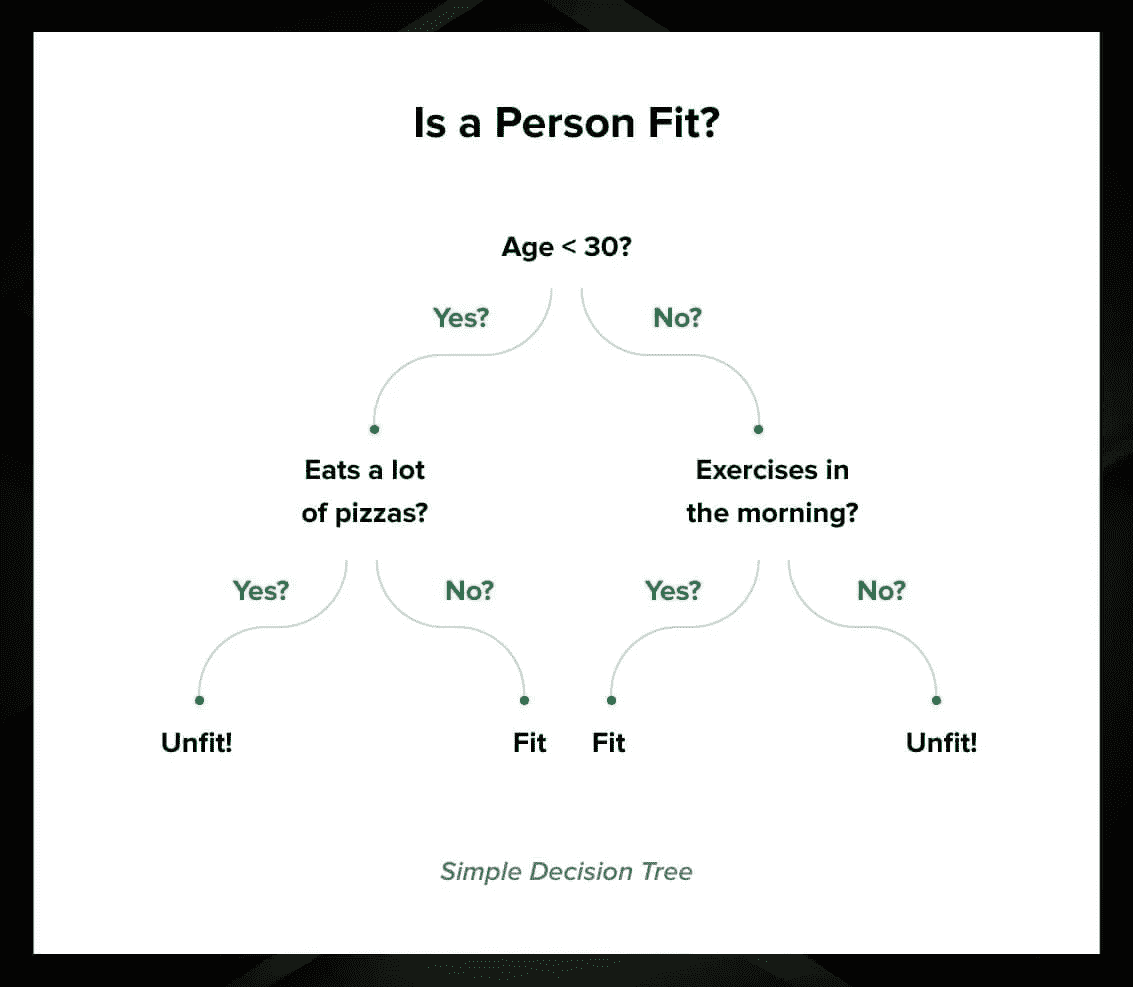 Is a Person Fit?
Age < 30?
Yes?
No?
Eats a lot
of pizzas?
Exercises in
the morning?
Yes?
No?
Yes?
No?
Unfit!
Fit
Fit
Unfit!
Simple Decision Tree